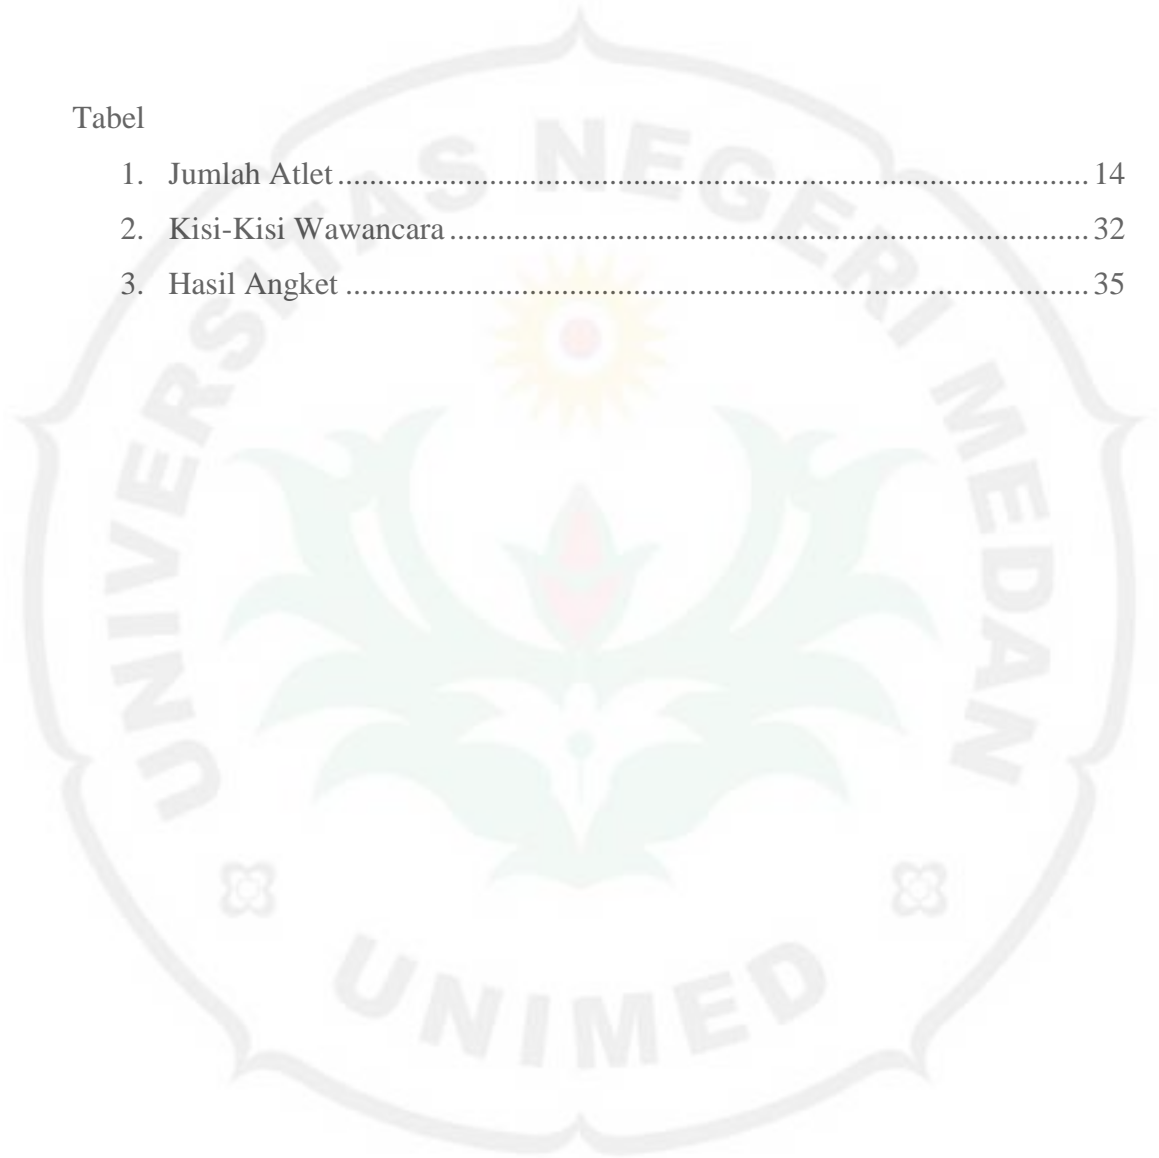 Tabel
1. Jumlah Atlet ........................................................................................... 14
2. Kisi-Kisi Wawancara ............................................................................. 32
3. Hasil Angket .......................................................................................... 35
UNIVERSITAS NEGERI MEDAN
UNIMED